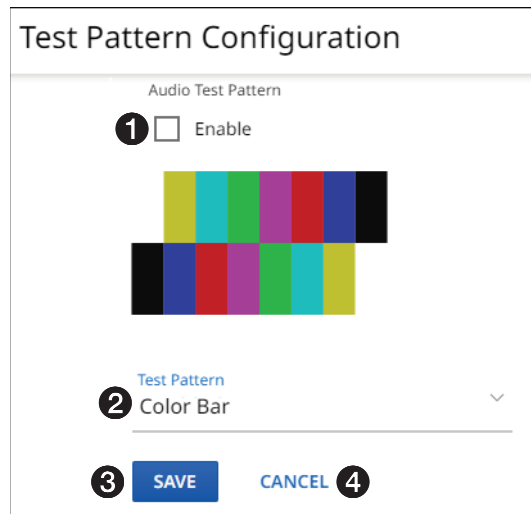 Test Pattern Configuration
Audio Test Pattern
1 Enable
Test Pattern
2 Color Bar
3 SAVE CANCEL 4